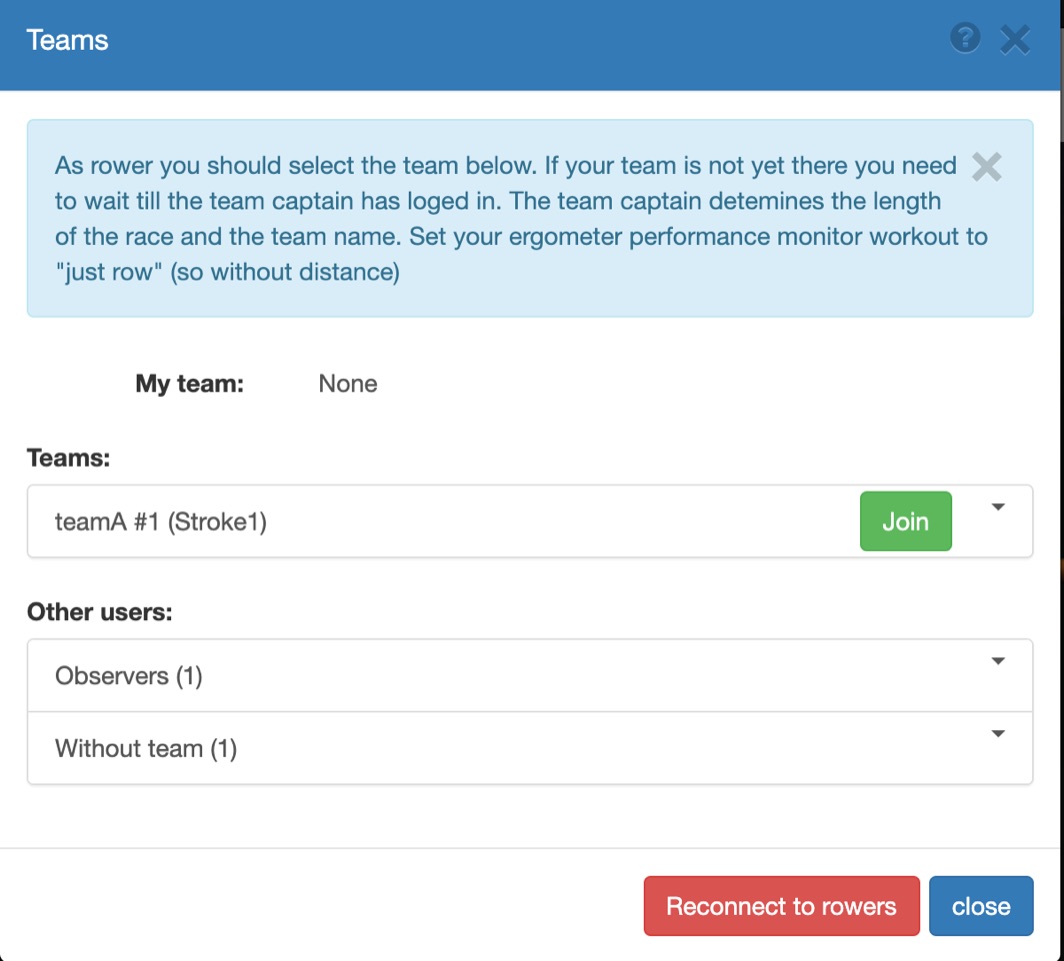 Teams
As rower you should select the team below. If your team is not yet there you need
to wait till the team captain has loged in. The team captain detemines the length
of the race and the team name. Set your ergometer performance monitor workout to
"just row" (so without distance)
My team: None
Teams:
teamA #1 (Stroke1) Join
Other users:
Observers (1)
Without team (1)
Reconnect to rowers close